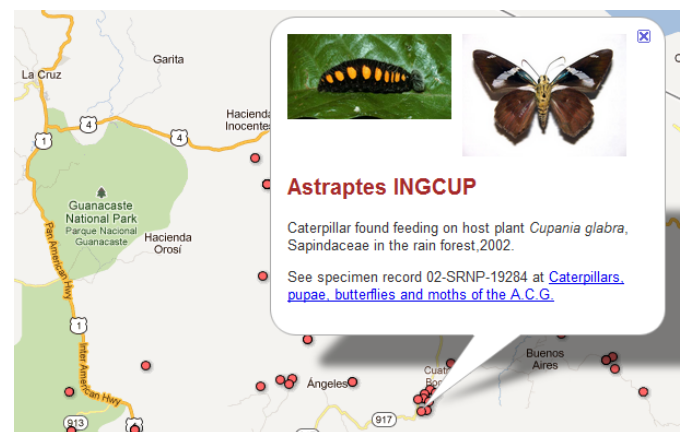 Garita
La Cruz
Hacienda
Inocente
1
4
4
Guanacaste
National Park
Parque Nacional
Guanacaste
Hacienda
Orosí
Pan American Hwy
1
Inter American Hwy
913
Ángeles
917
Buenos
Aires
Astraptes INGCUP
Caterpillar found feeding on host plant Cupania glabra,
Sapindaceae in the rain forest,2002.
See specimen record 02-SRNP-19284 at Caterpillars,
pupae, butterflies and moths of the A.C.G.